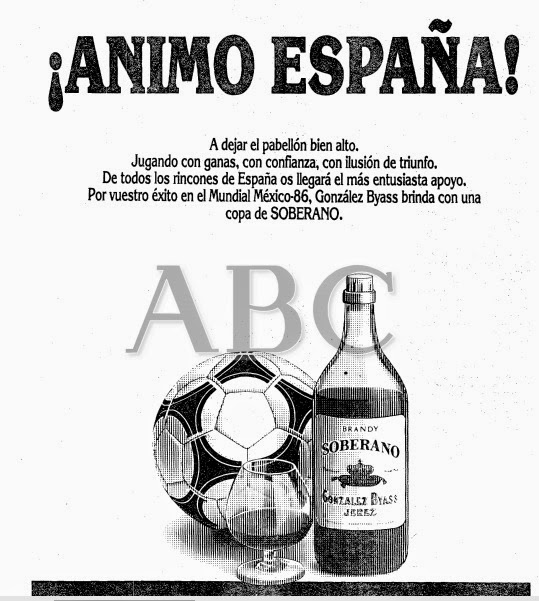 ¡ANIMO ESPAÑA!
A dejar el pabellón bien alto.
Jugando con ganas, con confianza, con ilusión de triunfo.
De todos los rincones de España os llegará el más entusiasta apoyo.
Por vuestro éxito en el Mundial México-86, González Byass brinda con una
copa de SOBERANO.
ABC
BRANDY
SOBERANO
GONZALEZ BYASS
JEREZ